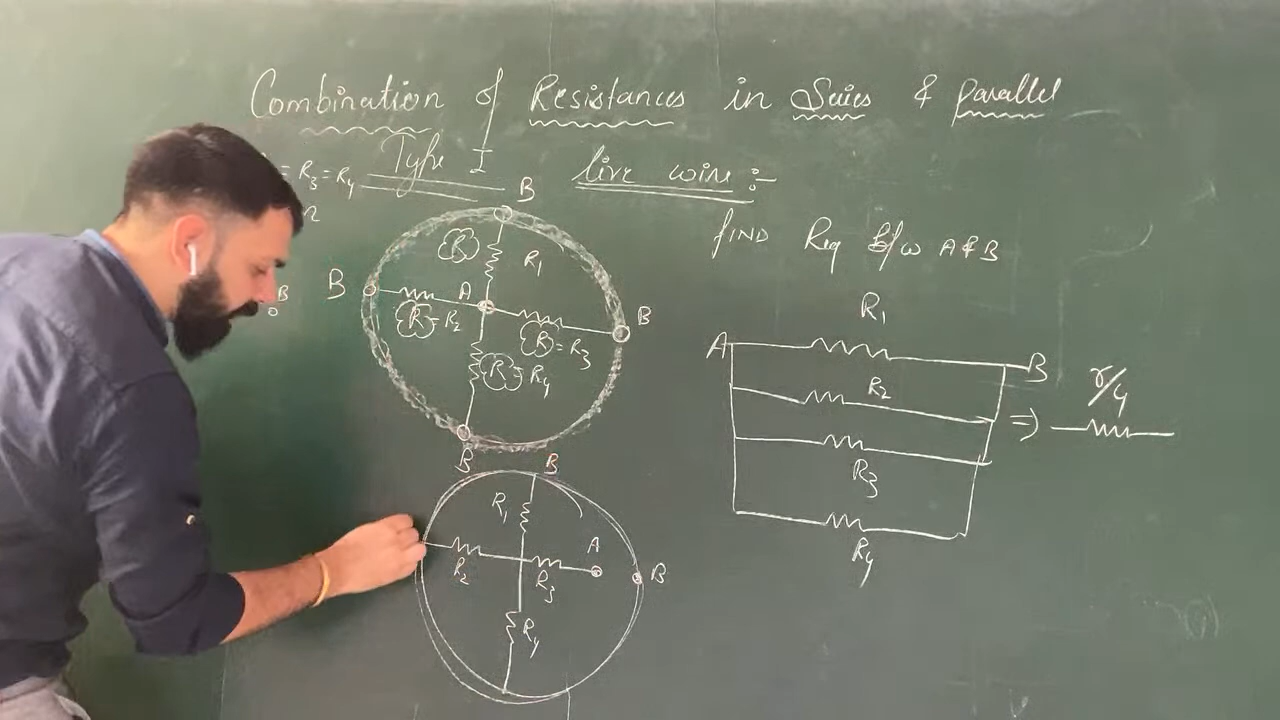 Combination of Resistances in Series & Parallel
Type I live wire :-
= R3 = R4
B
FIND Req b/w A & B
R1
B A B
B
R = R2
R = R3
R = R4
B
R
R1
A B
R2
R3
R4
=> r/4
B
R1
A
B
R2
R3
R4